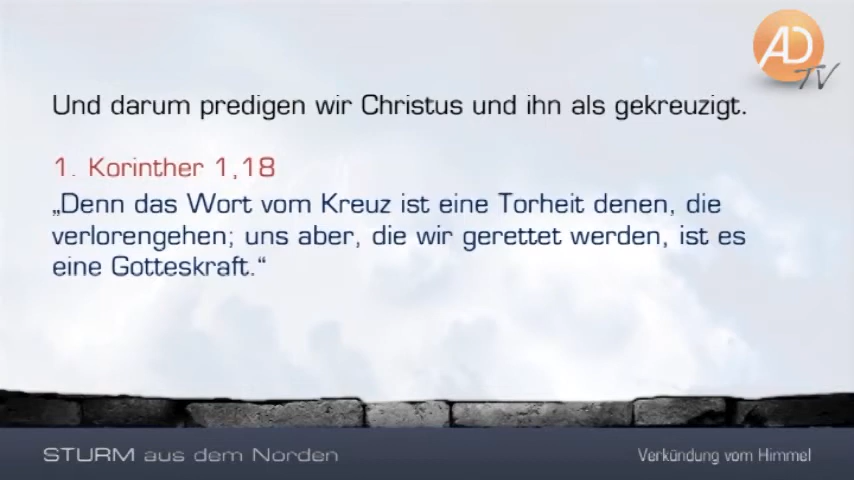 AD
TV
Und darum predigen wir Christus und ihn als gekreuzigt.
1. Korinther 1,18
„Denn das Wort vom Kreuz ist eine Torheit denen, die
verlorengehen; uns aber, die wir gerettet werden, ist es
eine Gotteskraft.“
STURM aus dem Norden
Verkündung vom Himmel